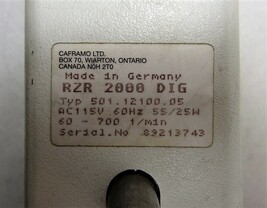 CAFRAMO LTD.
BOX 70, WIARTON, ONTARIO
CANADA N0H 2T0
Made in Germany
RZR 2000 DIG
Typ 501.12100.05
AC115V 60Hz 55/25W
60 - 700 1/min
Serial.No 89213743